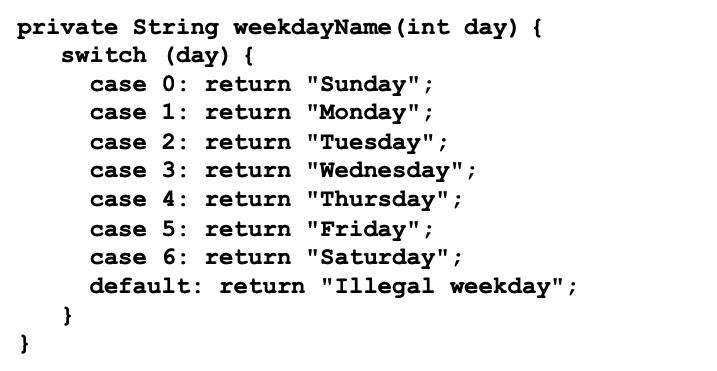 private String weekdayName(int day) {
   switch (day) {
     case 0: return "Sunday";
     case 1: return "Monday";
     case 2: return "Tuesday";
     case 3: return "Wednesday";
     case 4: return "Thursday";
     case 5: return "Friday";
     case 6: return "Saturday";
     default: return "Illegal weekday";
   }
}